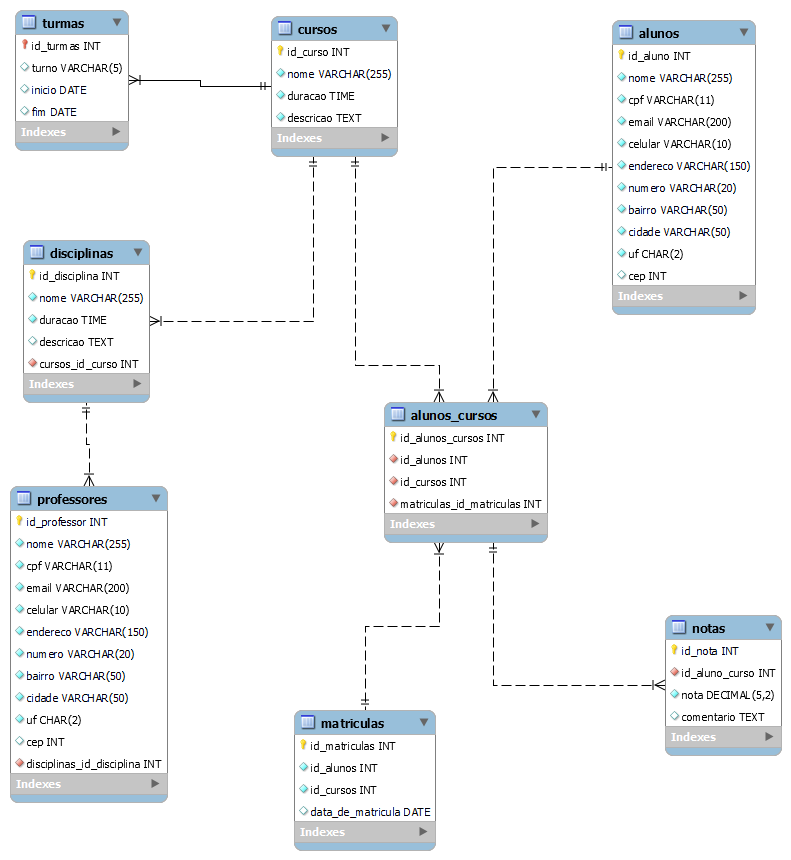 turmas
id_turmas INT
turno VARCHAR(5)
inicio DATE
fim DATE
Indexes
cursos
id_curso INT
nome VARCHAR(255)
duracao TIME
descricao TEXT
Indexes
alunos
id_aluno INT
nome VARCHAR(255)
cpf VARCHAR(11)
email VARCHAR(200)
celular VARCHAR(10)
endereco VARCHAR(150)
numero VARCHAR(20)
bairro VARCHAR(50)
cidade VARCHAR(50)
uf CHAR(2)
cep INT
Indexes
disciplinas
id_disciplina INT
nome VARCHAR(255)
duracao TIME
descricao TEXT
cursos_id_curso INT
Indexes
alunos_cursos
id_alunos_cursos INT
id_alunos INT
id_cursos INT
matriculas_id_matriculas INT
Indexes
professores
id_professor INT
nome VARCHAR(255)
cpf VARCHAR(11)
email VARCHAR(200)
celular VARCHAR(10)
endereco VARCHAR(150)
numero VARCHAR(20)
bairro VARCHAR(50)
cidade VARCHAR(50)
uf CHAR(2)
cep INT
disciplinas_id_disciplina INT
Indexes
notas
id_nota INT
id_aluno_curso INT
nota DECIMAL(5,2)
comentario TEXT
Indexes
matriculas
id_matriculas INT
id_alunos INT
id_cursos INT
data_de_matricula DATE
Indexes